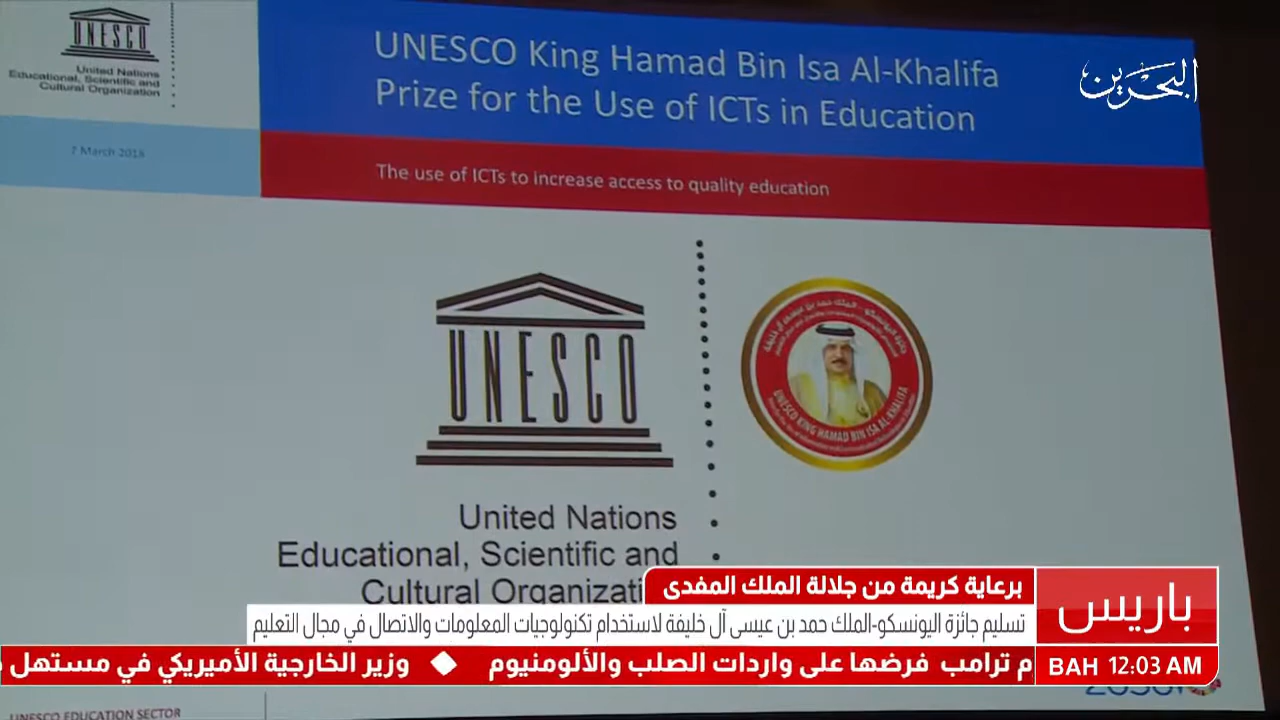 UNESCO
United Nations
Educational, Scientific and
Cultural Organization
7 March 2018
UNESCO King Hamad Bin Isa Al-Khalifa
Prize for the Use of ICTs in Education
The use of ICTs to increase access to quality education
البحرين
UNESCO
UNESCO KING HAMAD BIN ISA AL-KHALIFA
United Nations
Educational, Scientific and
Cultural Organizati
برعاية كريمة من جلالة الملك المفدى
باريس
تسليم جائزة اليونسكو-الملك حمد بن عيسى آل خليفة لاستخدام تكنولوجيات المعلومات والاتصال في مجال التعليم
م ترامب فرضها على واردات الصلب والألومنيوم ◆ وزير الخارجية الأميركي في مستهل
BAH 12:03 AM
UNESCO EDUCATION SECTOR